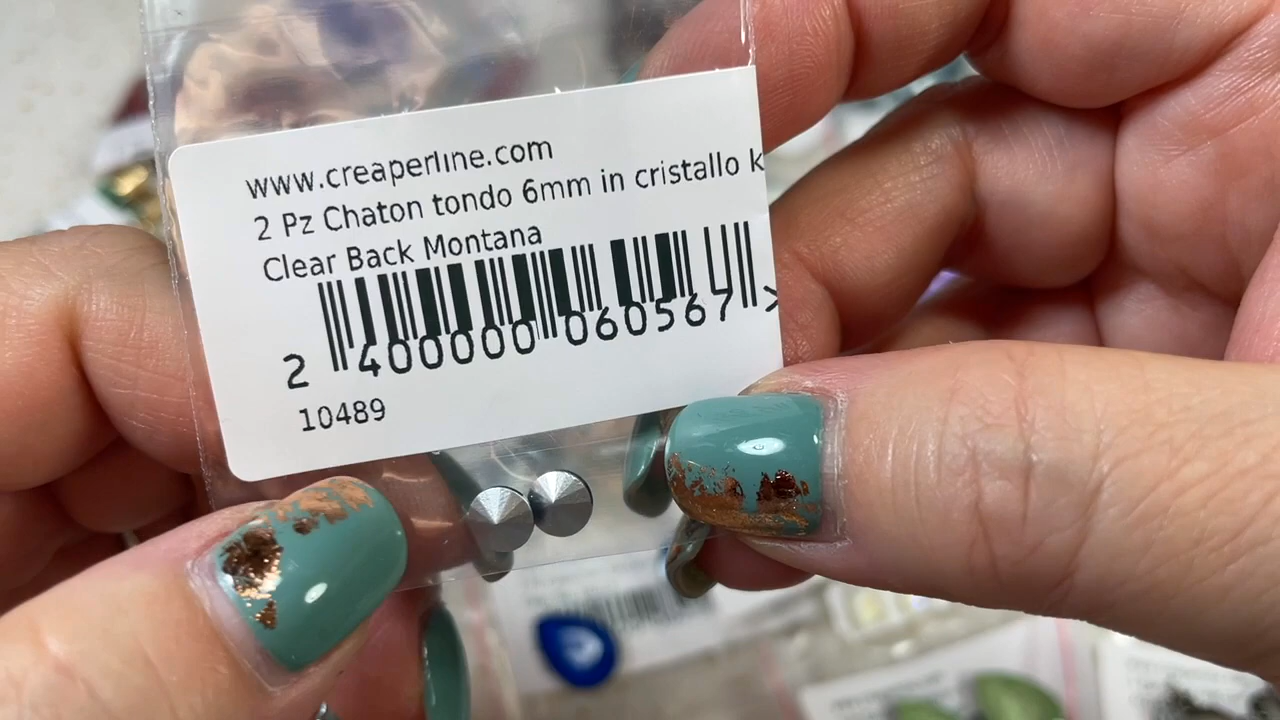 www.creaperline.com
2 Pz Chaton tondo 6mm in cristallo k
Clear Back Montana
2 400000 060567 >
10489